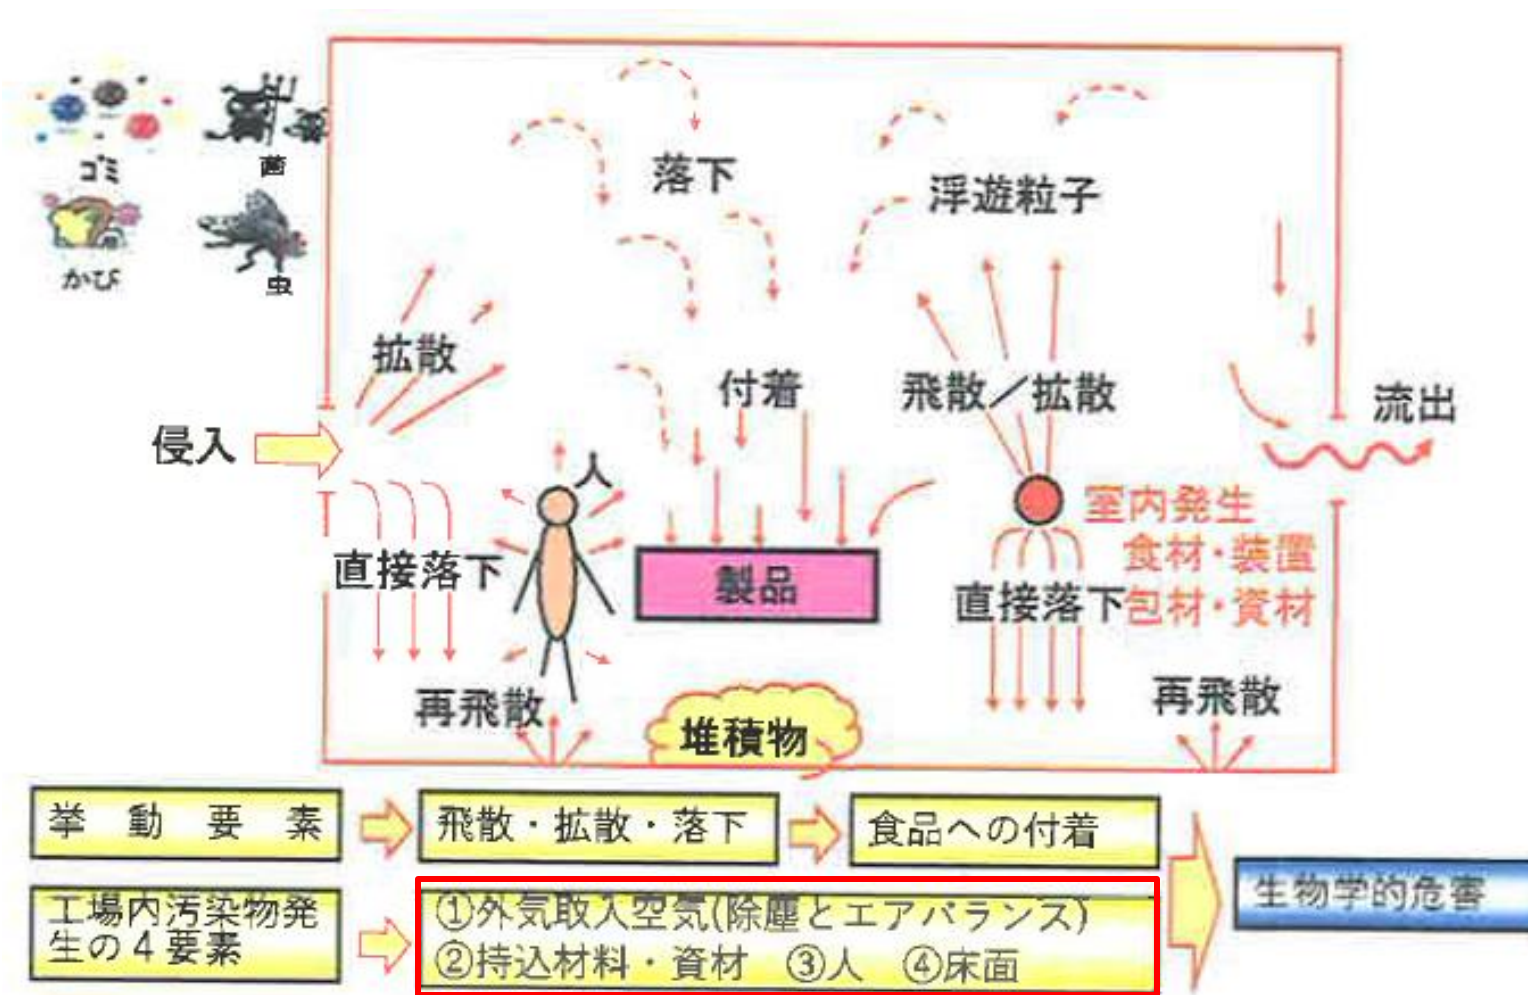 ゴミ
菌
かび
虫
落下
浮遊粒子
拡散
付着
飛散／拡散
流出
侵入
人
室内発生
食材・装置
包材・資材
直接落下
製品
直接落下
再飛散
堆積物
再飛散
挙動要素
飛散・拡散・落下
食品への付着
工場内汚染物発
生の４要素
①外気取入空気(除塵とエアバランス)
②持込材料・資材　③人　④床面
生物学的危害